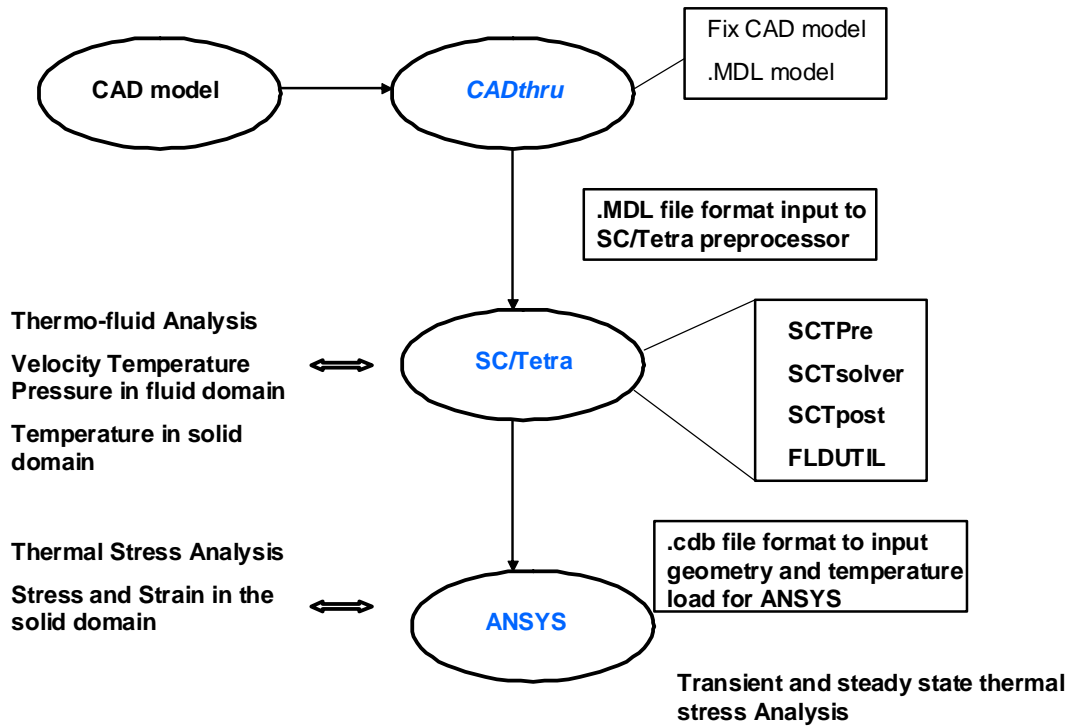 Fix CAD model
.MDL model
CAD model
CADthru
.MDL file format input to
SC/Tetra preprocessor
Thermo-fluid Analysis
Velocity Temperature
Pressure in fluid domain
Temperature in solid
domain
SC/Tetra
SCTPre
SCTsolver
SCTpost
FLDUTIL
Thermal Stress Analysis
Stress and Strain in the
solid domain
ANSYS
.cdb file format to input
geometry and temperature
load for ANSYS
Transient and steady state thermal
stress Analysis